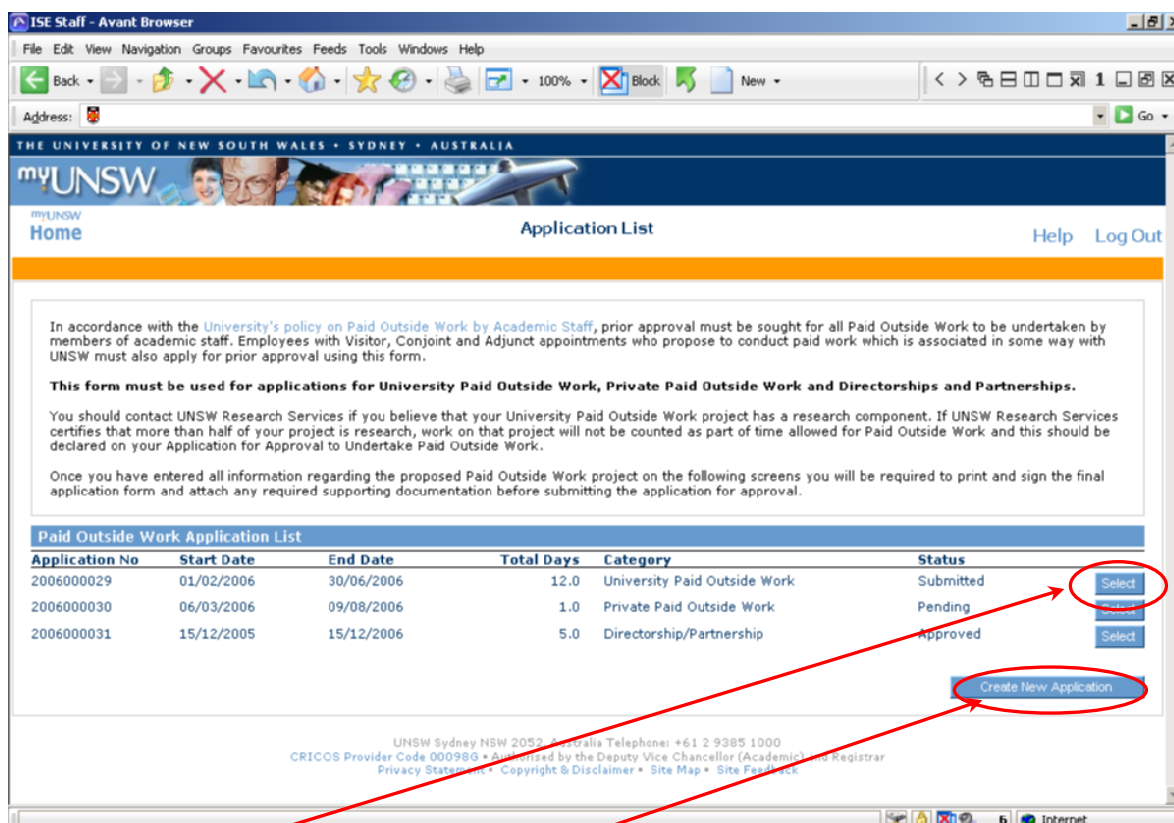 ISE Staff - Avant Browser
File Edit View Navigation Groups Favourites Feeds Tools Windows Help
Back 100% Block New 1
Address: Go
THE UNIVERSITY OF NEW SOUTH WALES • SYDNEY • AUSTRALIA
myUNSW
myUNSW
Home Application List Help Log Out
In accordance with the University's policy on Paid Outside Work by Academic Staff, prior approval must be sought for all Paid Outside Work to be undertaken by
members of academic staff. Employees with Visitor, Conjoint and Adjunct appointments who propose to conduct paid work which is associated in some way with
UNSW must also apply for prior approval using this form.
This form must be used for applications for University Paid Outside Work, Private Paid Outside Work and Directorships and Partnerships.
You should contact UNSW Research Services if you believe that your University Paid Outside Work project has a research component. If UNSW Research Services
certifies that more than half of your project is research, work on that project will not be counted as part of time allowed for Paid Outside Work and this should be
declared on your Application for Approval to Undertake Paid Outside Work.
Once you have entered all information regarding the proposed Paid Outside Work project on the following screens you will be required to print and sign the final
application form and attach any required supporting documentation before submitting the application for approval.
Paid Outside Work Application List
Application No Start Date End Date Total Days Category Status
2006000029 01/02/2006 30/06/2006 12.0 University Paid Outside Work Submitted Select
2006000030 06/03/2006 09/08/2006 1.0 Private Paid Outside Work Pending Select
2006000031 15/12/2005 15/12/2006 5.0 Directorship/Partnership Approved Select
Create New Application
UNSW Sydney NSW 2052 Australia Telephone: +61 2 9385 1000
CRICOS Provider Code 00098G • Authorised by the Deputy Vice Chancellor (Academic) and Registrar
Privacy Statement • Copyright & Disclaimer • Site Map • Site Feedback
6 Internet